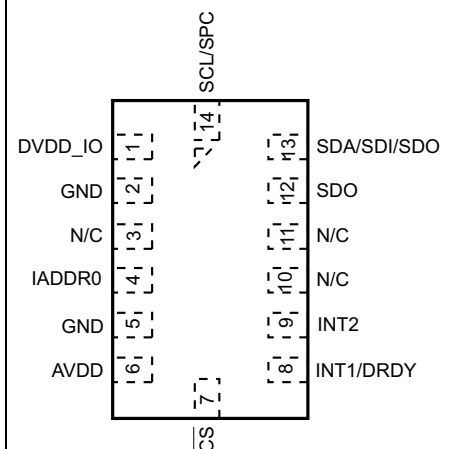 SCL/SPC
14
DVDD_IO 1
13 SDA/SDI/SDO
GND 2
12 SDO
N/C 3
11 N/C
IADDR0 4
10 N/C
GND 5
9 INT2
AVDD 6
8 INT1/DRDY
7
CS